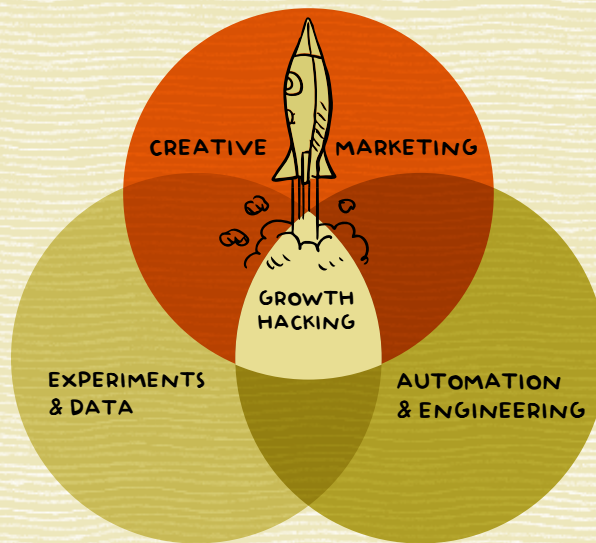 CREATIVE MARKETING
GROWTH
HACKING
EXPERIMENTS
& DATA
AUTOMATION
& ENGINEERING